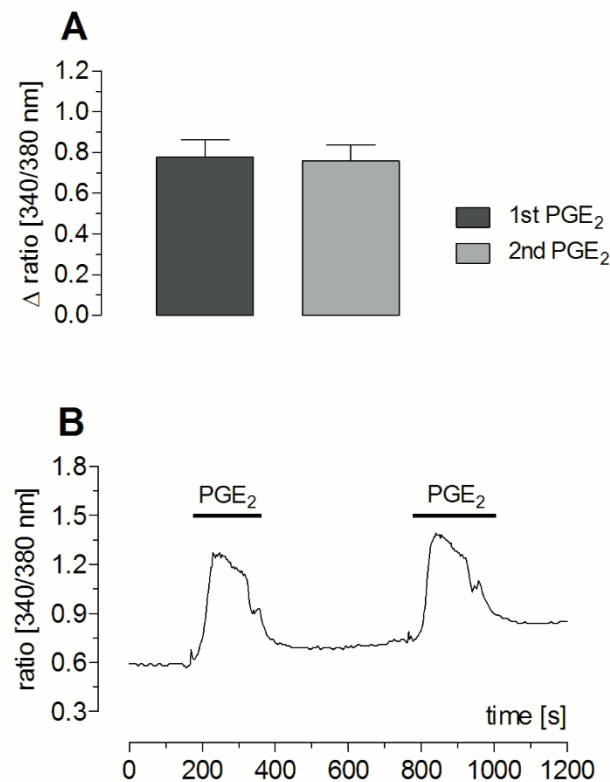 A
Δ ratio [340/380 nm]
1.2
1.0
0.8
0.6
0.4
0.2
0.0
1st PGE₂
2nd PGE₂
B
ratio [340/380 nm]
1.8
1.5
1.2
0.9
0.6
0.3
PGE₂ PGE₂
time [s]
0 200 400 600 800 1000 1200